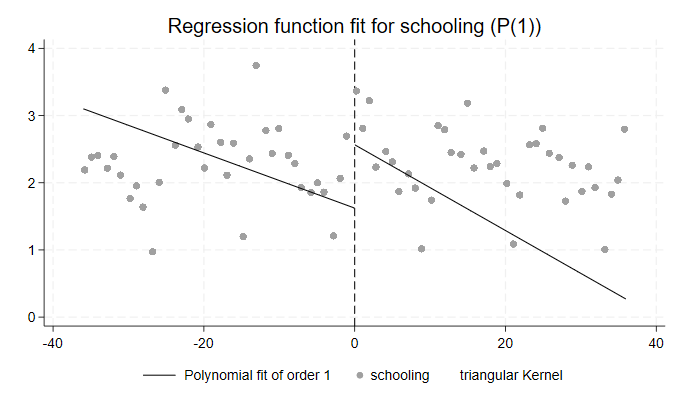 Regression function fit for schooling (P(1))
4
3
2
1
0
-40 -20 0 20 40
Polynomial fit of order 1 schooling triangular Kernel